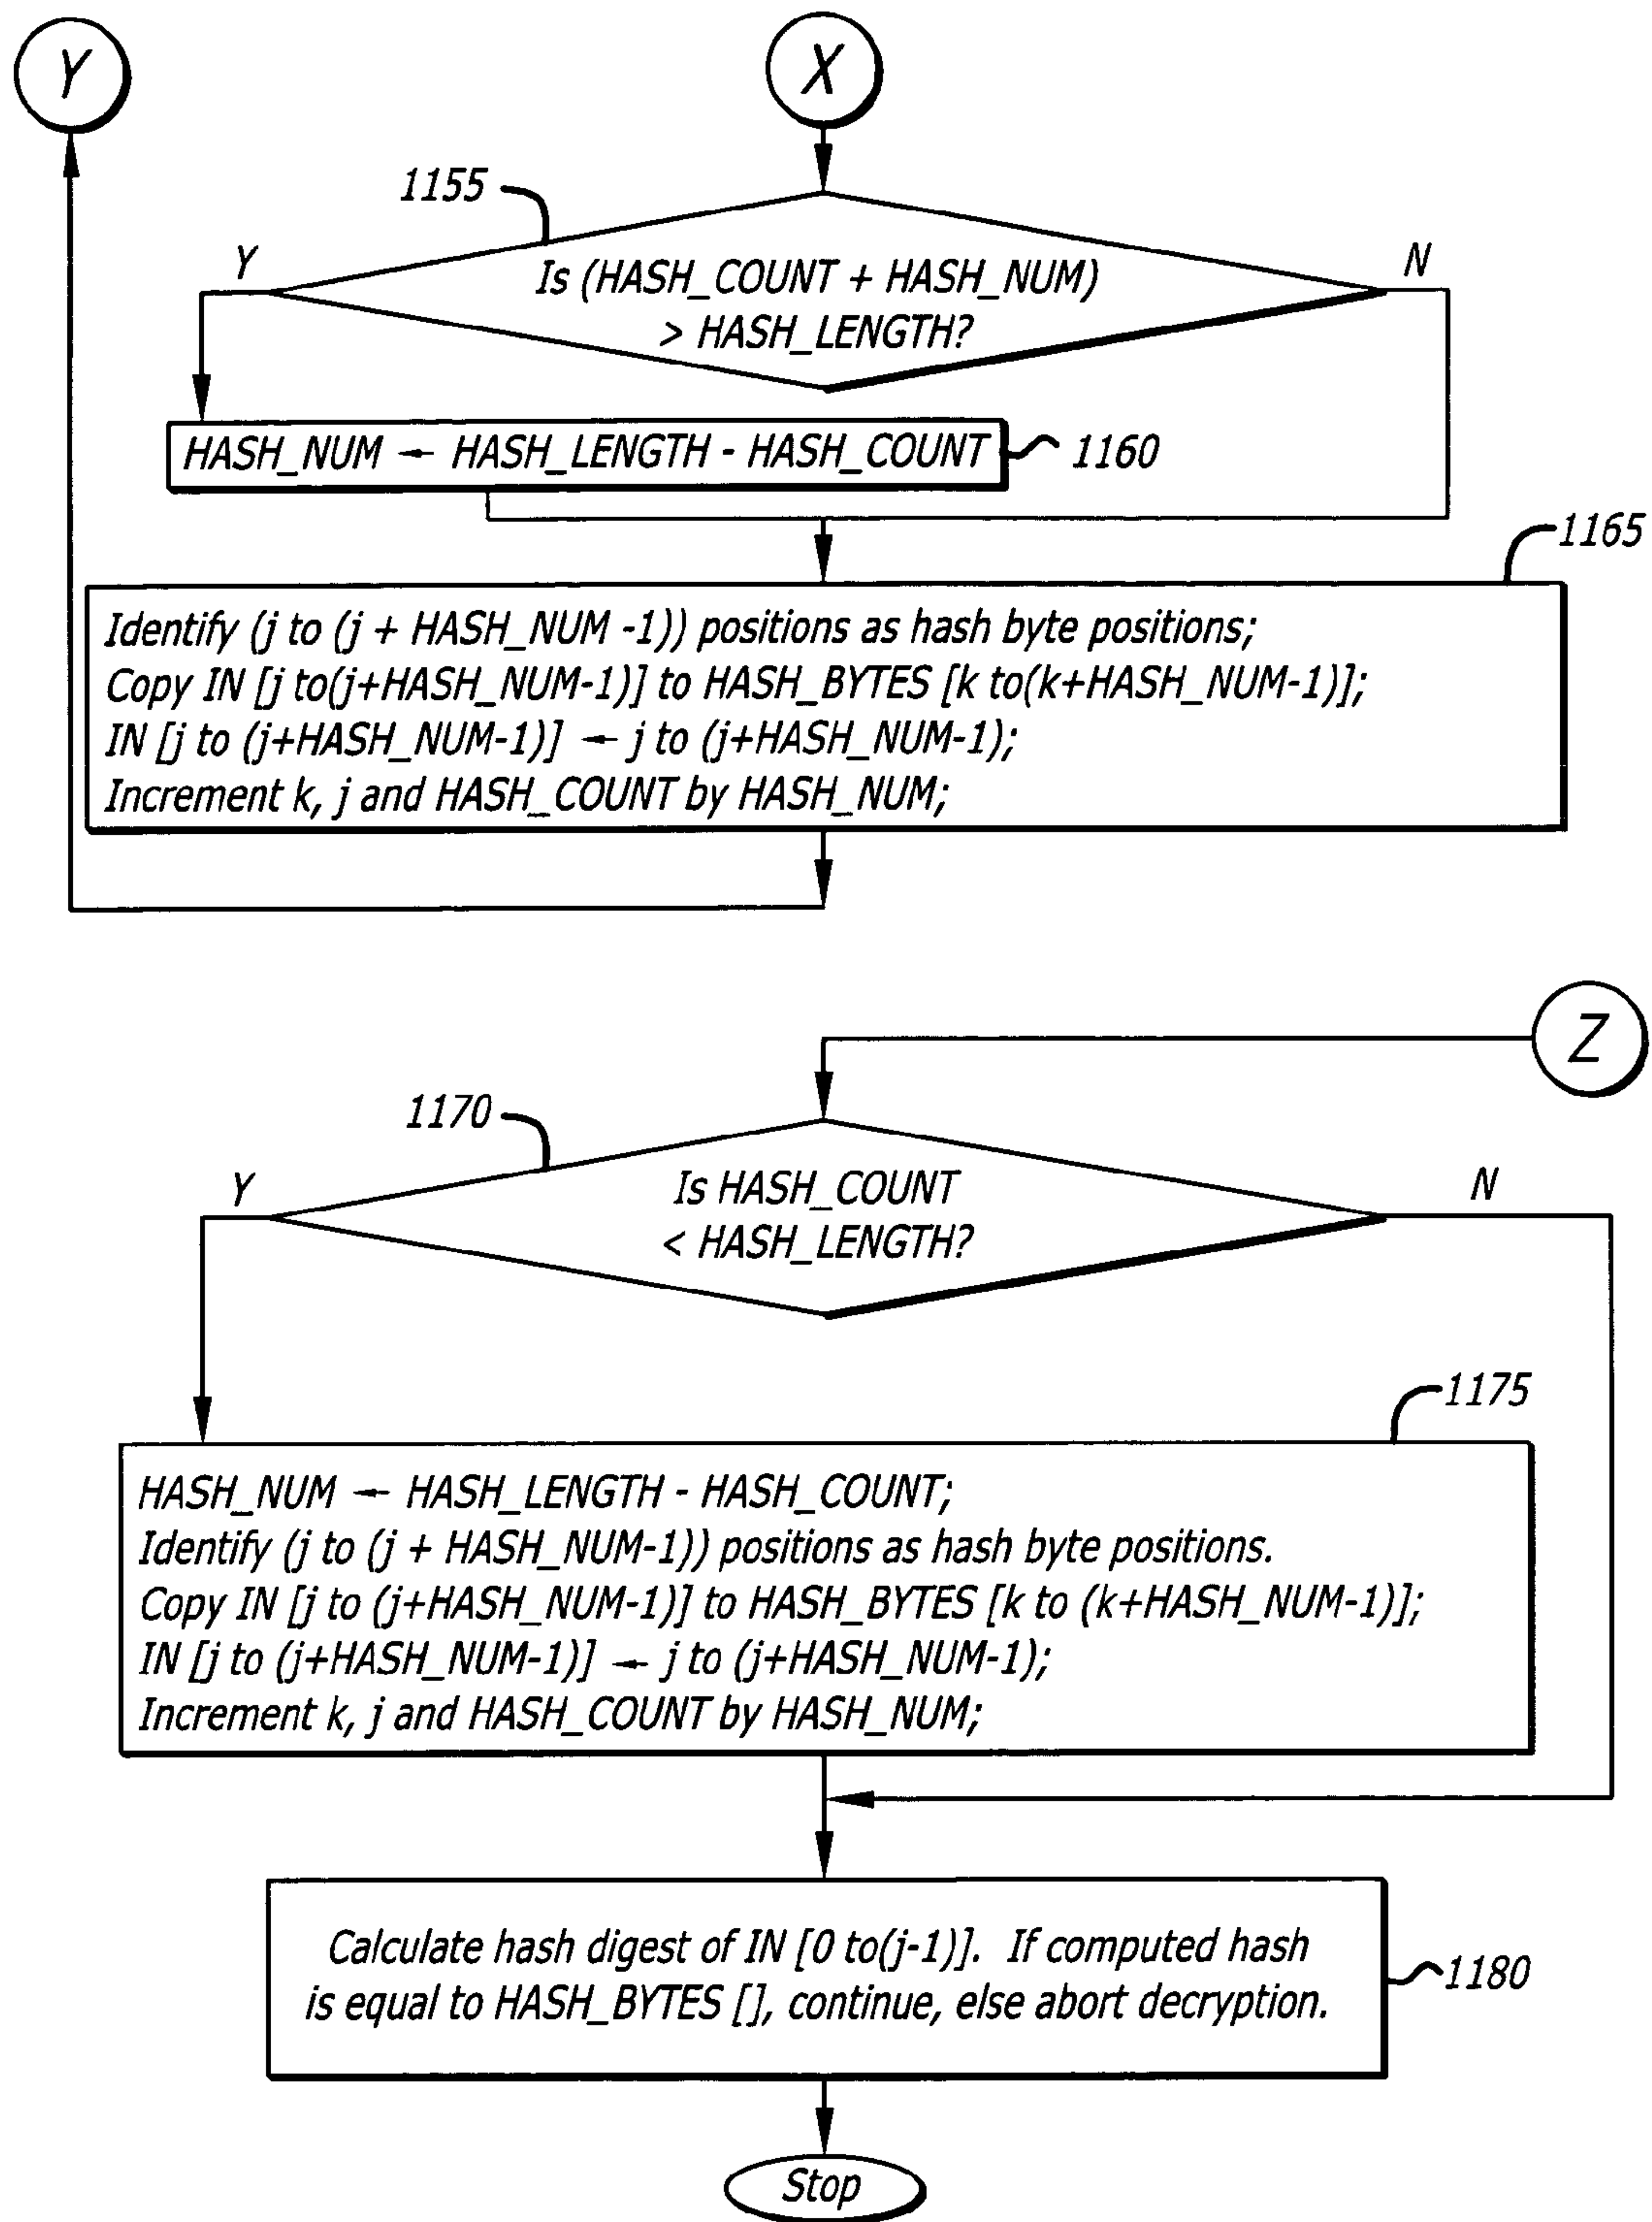 Y
X
1155
Y
N
Is (HASH_COUNT + HASH_NUM)
> HASH_LENGTH?
HASH_NUM ← HASH_LENGTH - HASH_COUNT
1160
1165
Identify (j to (j + HASH_NUM -1)) positions as hash byte positions;
Copy IN [j to(j+HASH_NUM-1)] to HASH_BYTES [k to(k+HASH_NUM-1)];
IN [j to (j+HASH_NUM-1)] ← j to (j+HASH_NUM-1);
Increment k, j and HASH_COUNT by HASH_NUM;
Z
1170
Y
N
Is HASH_COUNT
< HASH_LENGTH?
1175
HASH_NUM ← HASH_LENGTH - HASH_COUNT;
Identify (j to (j + HASH_NUM-1)) positions as hash byte positions.
Copy IN [j to (j+HASH_NUM-1)] to HASH_BYTES [k to (k+HASH_NUM-1)];
IN [j to (j+HASH_NUM-1)] ← j to (j+HASH_NUM-1);
Increment k, j and HASH_COUNT by HASH_NUM;
Calculate hash digest of IN [0 to(j-1)]. If computed hash
is equal to HASH_BYTES [], continue, else abort decryption.
1180
Stop